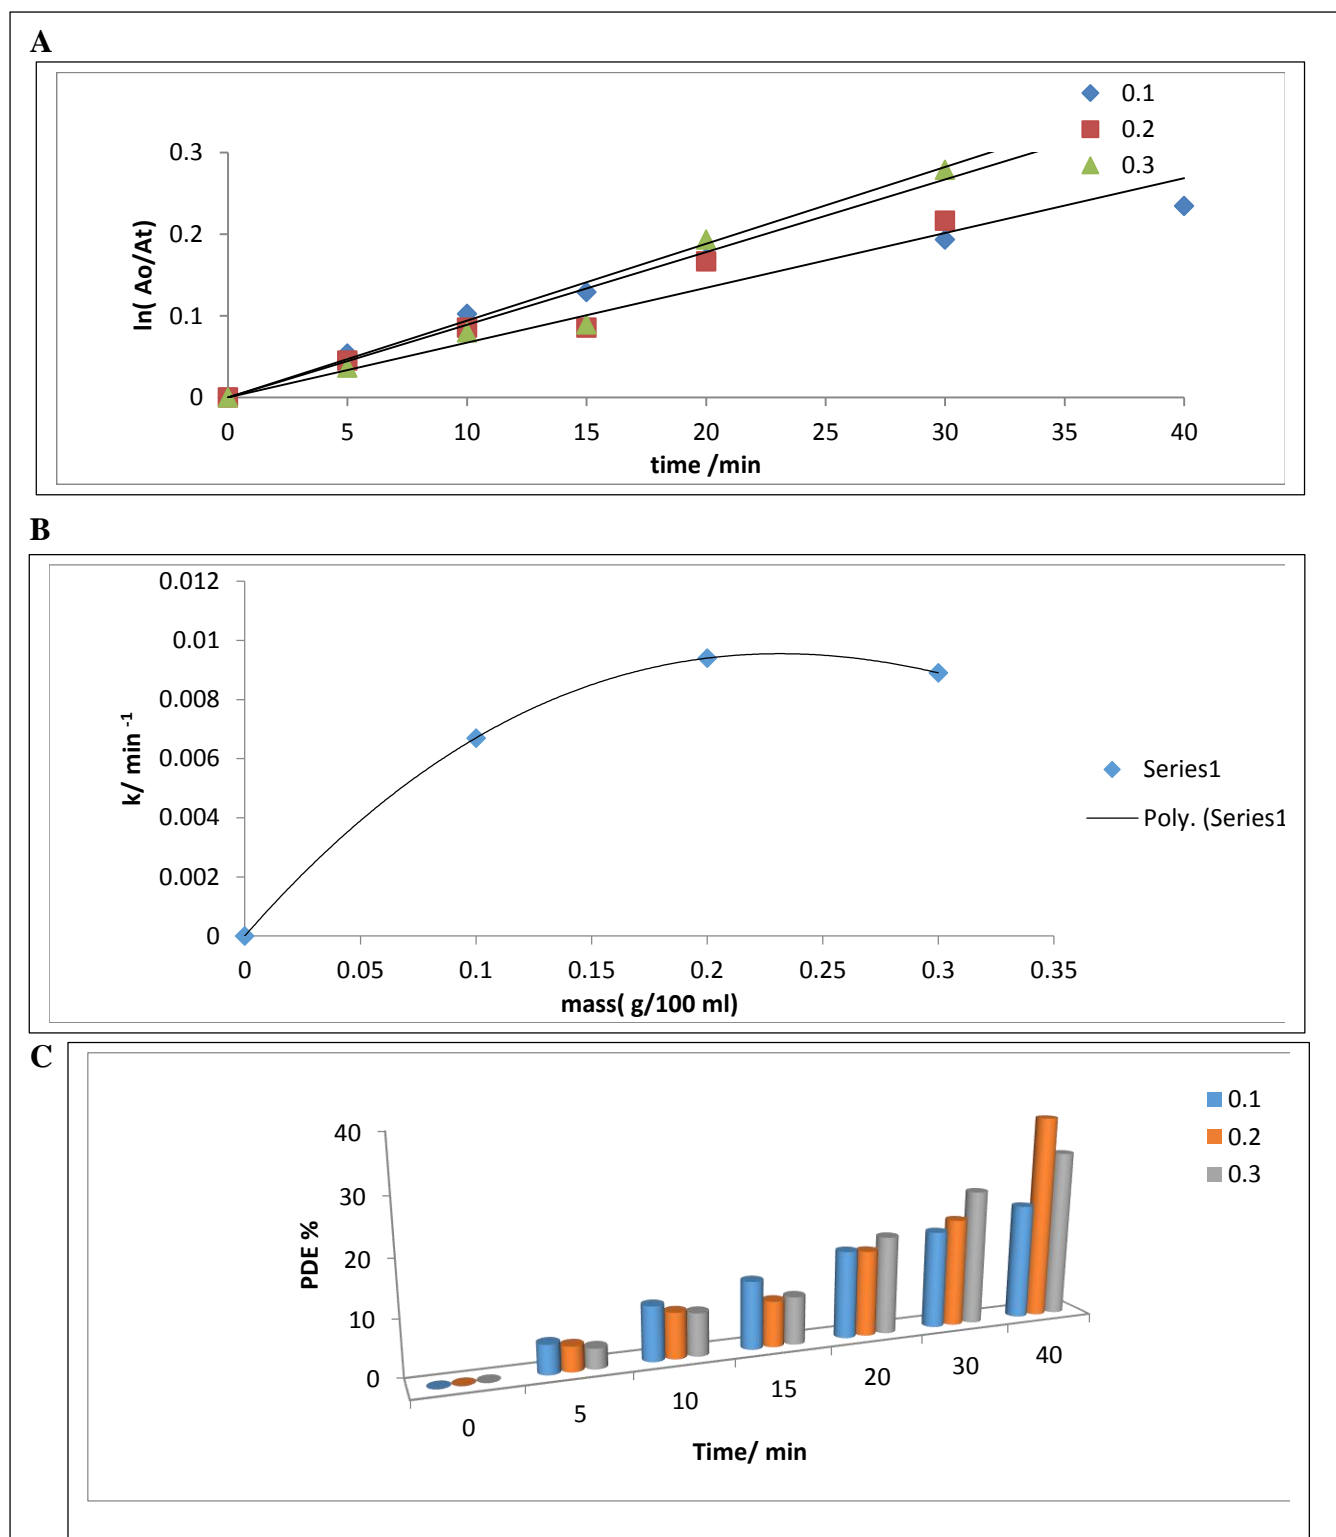 A
0.1
0.2
0.3
0.3
0.2
0.1
0
ln( Ao/At)
0 5 10 15 20 25 30 35 40
time /min
B
0.012
0.01
0.008
0.006
0.004
0.002
0
k/ min -1
0 0.05 0.1 0.15 0.2 0.25 0.3 0.35
mass( g/100 ml)
Series1
Poly. (Series1
C
0.1
0.2
0.3
40
30
20
10
0
PDE %
0 5 10 15 20 30 40
Time/ min